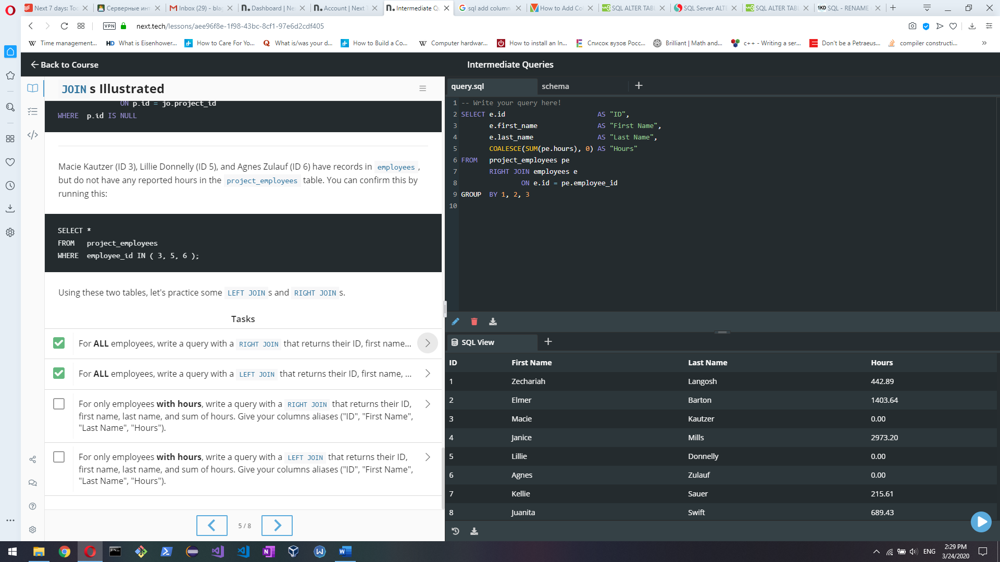 Next 7 days: Toc
Серверные инт
Inbox (29) - blac
n. Dashboard | Ne
n. Account | Next T
n. Intermediate Qu
sql add column
How to Add Co
SQL ALTER TABL
SQL Server ALTE
SQL ALTER TABL
1KD SQL - RENAME
VPN next.tech/lessons/aee96f8e-1f98-43bc-8cf1-97e6d2cdf405
Time management...
HD What is Eisenhower...
How to Care For Yo...
What is/was your d...
How to Build a Co...
Computer hardwar...
How to install an In...
Список вузов Росс...
Brilliant | Math and...
c++ - Writing a ser...
Don't be a Petraeus...
compiler constructi...
Back to Course
Intermediate Queries
JOIN s Illustrated
ON p.id = jo.project_id
WHERE p.id IS NULL
Macie Kautzer (ID 3), Lillie Donnelly (ID 5), and Agnes Zulauf (ID 6) have records in employees ,
but do not have any reported hours in the project_employees table. You can confirm this by
running this:
SELECT *
FROM project_employees
WHERE employee_id IN ( 3, 5, 6 );
Using these two tables, let's practice some LEFT JOIN s and RIGHT JOIN s.
Tasks
For ALL employees, write a query with a RIGHT JOIN that returns their ID, first name...
For ALL employees, write a query with a LEFT JOIN that returns their ID, first name, ...
For only employees with hours, write a query with a RIGHT JOIN that returns their ID,
first name, last name, and sum of hours. Give your columns aliases ("ID", "First Name",
"Last Name", "Hours").
For only employees with hours, write a query with a LEFT JOIN that returns their ID,
first name, last name, and sum of hours. Give your columns aliases ("ID", "First Name",
"Last Name", "Hours").
5 / 8
query.sql
schema
1 -- Write your query here!
2 SELECT e.id AS "ID",
3 e.first_name AS "First Name",
4 e.last_name AS "Last Name",
5 COALESCE(SUM(pe.hours), 0) AS "Hours"
6 FROM project_employees pe
7 RIGHT JOIN employees e
8 ON e.id = pe.employee_id
9 GROUP BY 1, 2, 3
10
SQL View
ID First Name Last Name Hours
1 Zechariah Langosh 442.89
2 Elmer Barton 1403.64
3 Macie Kautzer 0.00
4 Janice Mills 2973.20
5 Lillie Donnelly 0.00
6 Agnes Zulauf 0.00
7 Kellie Sauer 215.61
8 Juanita Swift 689.43
ENG
2:29 PM
3/24/2020